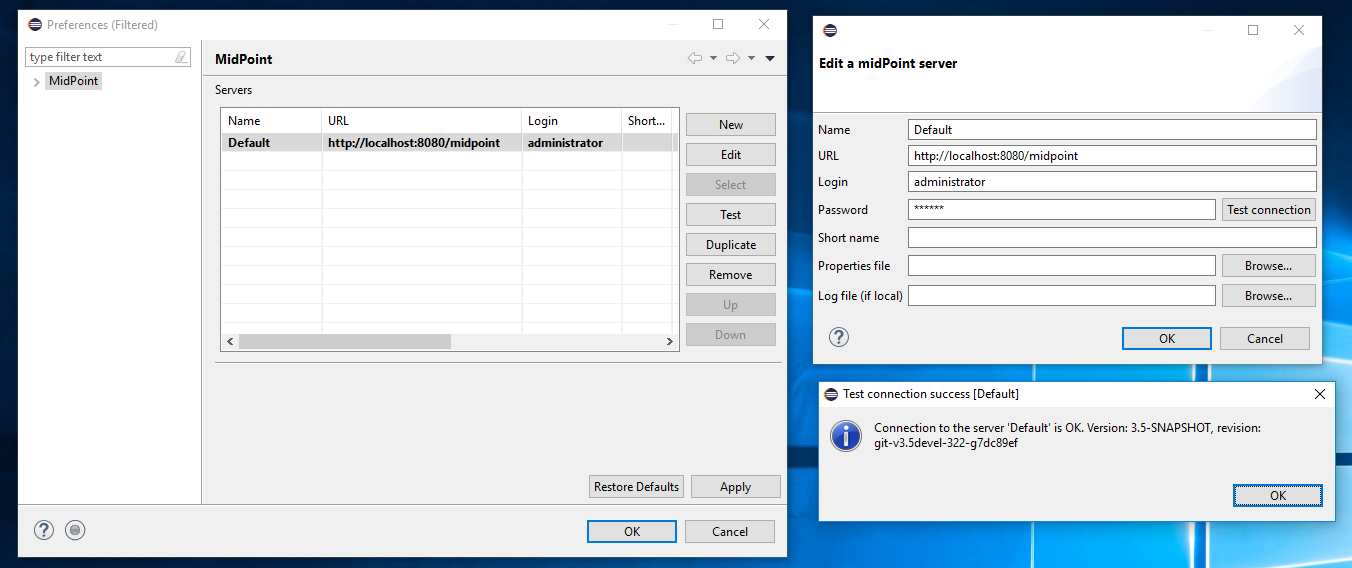 Preferences (Filtered)
type filter text
MidPoint
MidPoint
Servers
Name URL Login Short...
Default http://localhost:8080/midpoint administrator
New
Edit
Select
Test
Duplicate
Remove
Up
Down
Restore Defaults Apply
OK Cancel
Edit a midPoint server
Name Default
URL http://localhost:8080/midpoint
Login administrator
Password ****** Test connection
Short name
Properties file Browse...
Log file (if local) Browse...
OK Cancel
Test connection success [Default]
Connection to the server 'Default' is OK. Version: 3.5-SNAPSHOT, revision:
git-v3.5devel-322-g7dc89ef
OK